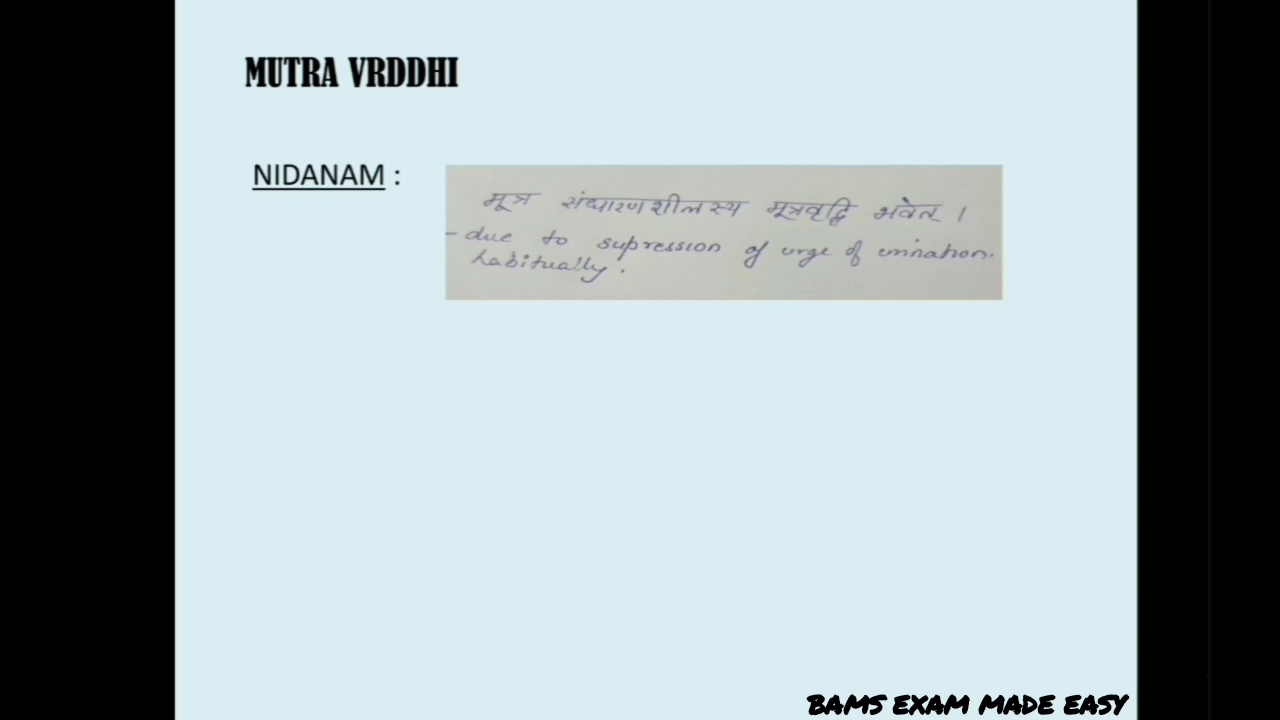 MUTRA VRDDHI
NIDANAM :
मूत्र संधारणशीलस्य मूत्रवृद्धि भवेत् ।
- due to supression of urge of urination.
habitually.
BAMS EXAM MADE EASY